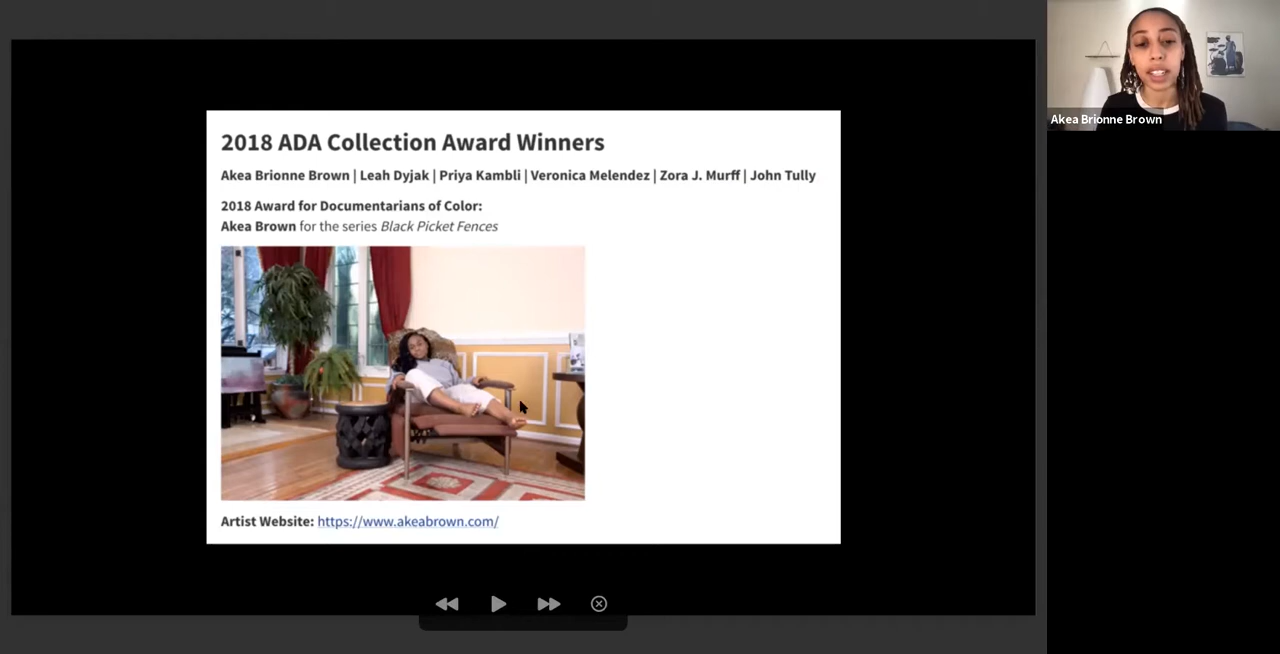 2018 ADA Collection Award Winners
Akea Brionne Brown | Leah Dyjak | Priya Kambli | Veronica Melendez | Zora J. Murff | John Tully
2018 Award for Documentarians of Color:
Akea Brown for the series Black Picket Fences
Artist Website: https://www.akeabrown.com/
Akea Brionne Brown